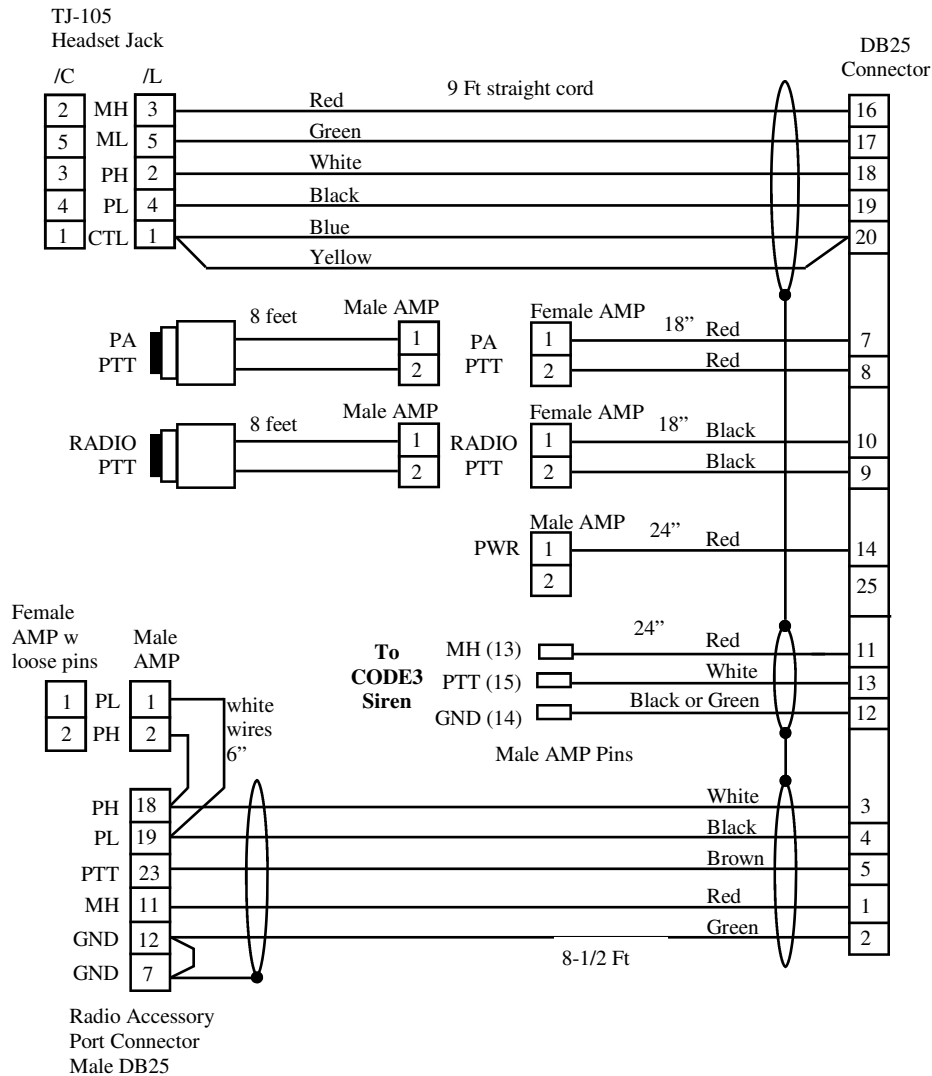 TJ-105
Headset Jack
DB25
Connector
/C /L
9 Ft straight cord
2 MH 3 Red 16
5 ML 5 Green 17
3 PH 2 White 18
4 PL 4 Black 19
1 CTL 1 Blue 20
Yellow
8 feet Male AMP Female AMP 18”
PA PTT 1 PA PTT 1 Red 7
2 2 Red 8
8 feet Male AMP Female AMP 18”
RADIO PTT 1 RADIO PTT 1 Black 10
2 2 Black 9
Male AMP 24”
PWR 1 Red 14
2 25
Female
AMP w
loose pins
Male
AMP
1 PL 1
2 PH 2
white
wires
6”
To
CODE3
Siren
24”
MH (13) Red 11
PTT (15) White 13
GND (14) Black or Green 12
Male AMP Pins
PH 18 White 3
PL 19 Black 4
PTT 23 Brown 5
MH 11 Red 1
GND 12 Green 2
GND 7
8-1/2 Ft
Radio Accessory
Port Connector
Male DB25